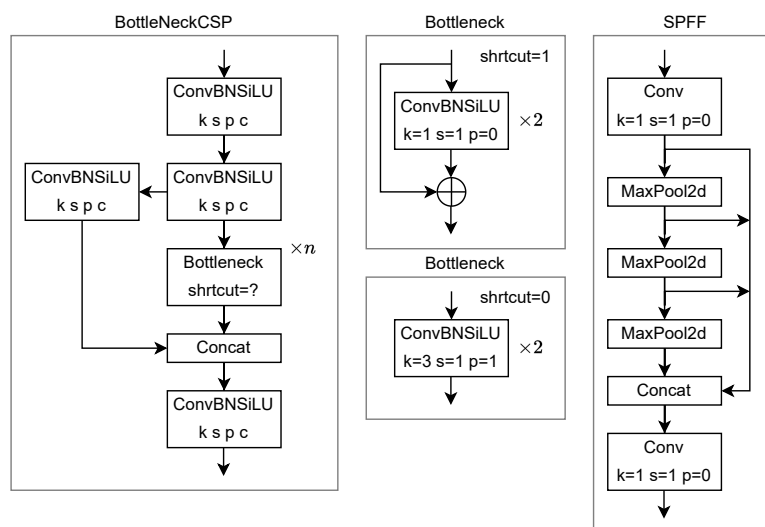 BottleNeckCSP
ConvBNSiLU
k s p c
ConvBNSiLU
k s p c
ConvBNSiLU
k s p c
Bottleneck
shrtcut=?
×n
Concat
ConvBNSiLU
k s p c
Bottleneck
shrtcut=1
ConvBNSiLU
k=1 s=1 p=0
×2
Bottleneck
shrtcut=0
ConvBNSiLU
k=3 s=1 p=1
×2
SPFF
Conv
k=1 s=1 p=0
MaxPool2d
MaxPool2d
MaxPool2d
Concat
Conv
k=1 s=1 p=0